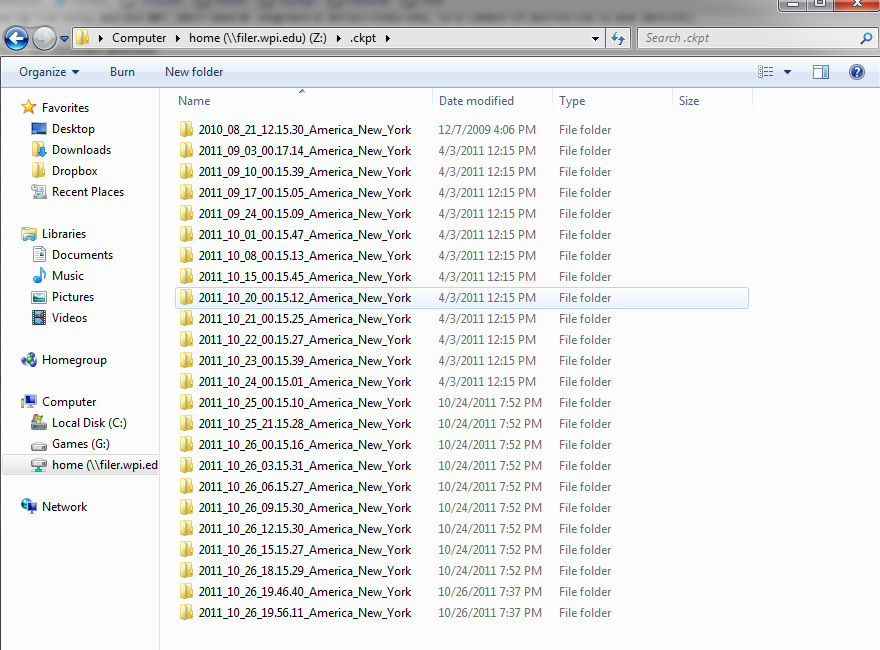 Computer home (\\filer.wpi.edu) (Z:) .ckpt Search .ckpt
Organize Burn New folder
Favorites
Desktop
Downloads
Dropbox
Recent Places
Libraries
Documents
Music
Pictures
Videos
Homegroup
Computer
Local Disk (C:)
Games (G:)
home (\\filer.wpi.ed
Network
Name Date modified Type Size
2010_08_21_12.15.30_America_New_York 12/7/2009 4:06 PM File folder
2011_09_03_00.17.14_America_New_York 4/3/2011 12:15 PM File folder
2011_09_10_00.15.39_America_New_York 4/3/2011 12:15 PM File folder
2011_09_17_00.15.05_America_New_York 4/3/2011 12:15 PM File folder
2011_09_24_00.15.09_America_New_York 4/3/2011 12:15 PM File folder
2011_10_01_00.15.47_America_New_York 4/3/2011 12:15 PM File folder
2011_10_08_00.15.13_America_New_York 4/3/2011 12:15 PM File folder
2011_10_15_00.15.45_America_New_York 4/3/2011 12:15 PM File folder
2011_10_20_00.15.12_America_New_York 4/3/2011 12:15 PM File folder
2011_10_21_00.15.25_America_New_York 4/3/2011 12:15 PM File folder
2011_10_22_00.15.27_America_New_York 4/3/2011 12:15 PM File folder
2011_10_23_00.15.39_America_New_York 4/3/2011 12:15 PM File folder
2011_10_24_00.15.01_America_New_York 4/3/2011 12:15 PM File folder
2011_10_25_00.15.10_America_New_York 10/24/2011 7:52 PM File folder
2011_10_25_21.15.28_America_New_York 10/24/2011 7:52 PM File folder
2011_10_26_00.15.16_America_New_York 10/24/2011 7:52 PM File folder
2011_10_26_03.15.31_America_New_York 10/24/2011 7:52 PM File folder
2011_10_26_06.15.27_America_New_York 10/24/2011 7:52 PM File folder
2011_10_26_09.15.30_America_New_York 10/24/2011 7:52 PM File folder
2011_10_26_12.15.30_America_New_York 10/24/2011 7:52 PM File folder
2011_10_26_15.15.27_America_New_York 10/24/2011 7:52 PM File folder
2011_10_26_18.15.29_America_New_York 10/24/2011 7:52 PM File folder
2011_10_26_19.46.40_America_New_York 10/26/2011 7:37 PM File folder
2011_10_26_19.56.11_America_New_York 10/26/2011 7:37 PM File folder